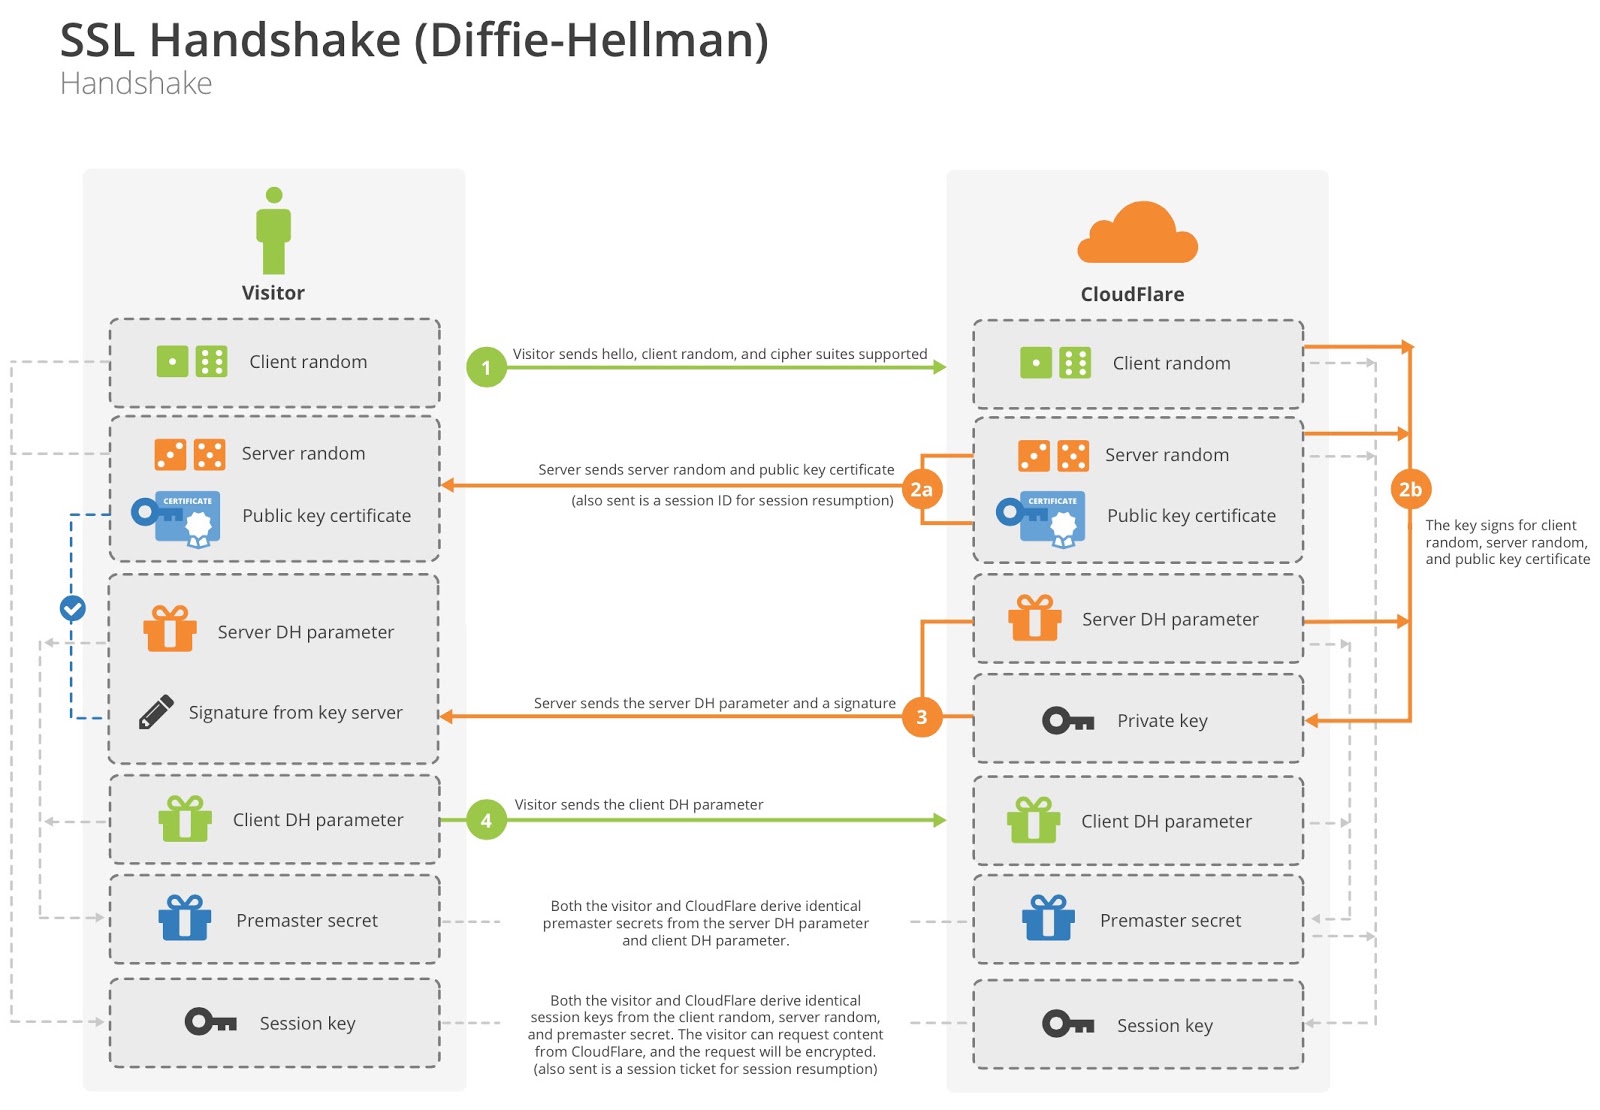 SSL Handshake (Diffie-Hellman)
Handshake
Visitor
CloudFlare
Client random
1
Visitor sends hello, client random, and cipher suites supported
Client random
Server random
Public key certificate
CERTIFICATE
Server sends server random and public key certificate
(also sent is a session ID for session resumption)
2a
Server random
Public key certificate
CERTIFICATE
2b
The key signs for client
random, server random,
and public key certificate
Server DH parameter
Signature from key server
Server sends the server DH parameter and a signature
3
Server DH parameter
Private key
Client DH parameter
4
Visitor sends the client DH parameter
Client DH parameter
Premaster secret
Both the visitor and CloudFlare derive identical
premaster secrets from the server DH parameter
and client DH parameter.
Premaster secret
Session key
Both the visitor and CloudFlare derive identical
session keys from the client random, server random,
and premaster secret. The visitor can request content
from CloudFlare, and the request will be encrypted.
(also sent is a session ticket for session resumption)
Session key